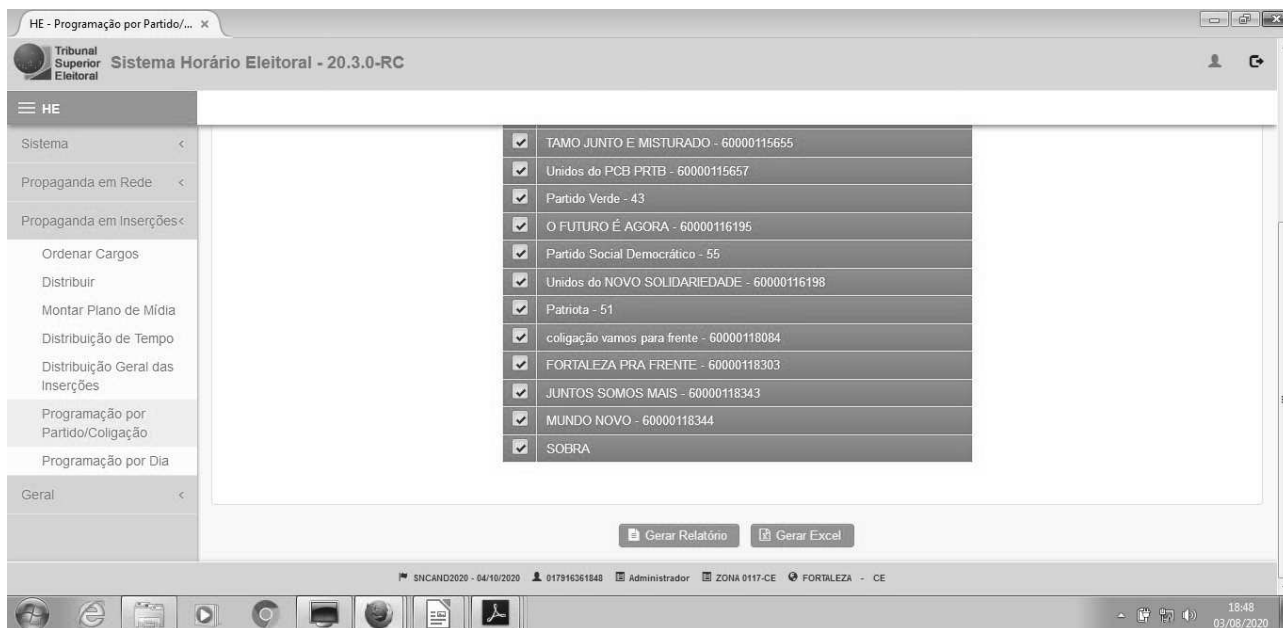 HE - Programação por Partido/... ×
Tribunal
Superior
Eleitoral
Sistema Horário Eleitoral - 20.3.0-RC
HE
Sistema <
Propaganda em Rede <
Propaganda em Inserções <
Ordenar Cargos
Distribuir
Montar Plano de Mídia
Distribuição de Tempo
Distribuição Geral das
Inserções
Programação por
Partido/Coligação
Programação por Dia
Geral <
TAMO JUNTO E MISTURADO - 60000115655
Unidos do PCB PRTB - 60000115657
Partido Verde - 43
O FUTURO É AGORA - 60000116195
Partido Social Democrático - 55
Unidos do NOVO SOLIDARIEDADE - 60000116198
Patriota - 51
coligação vamos para frente - 60000118084
FORTALEZA PRA FRENTE - 60000118303
JUNTOS SOMOS MAIS - 60000118343
MUNDO NOVO - 60000118344
SOBRA
Gerar Relatório Gerar Excel
SNCAND2020 - 04/10/2020 017916361848 Administrador ZONA 0117-CE FORTALEZA - CE
18:48
03/08/2020